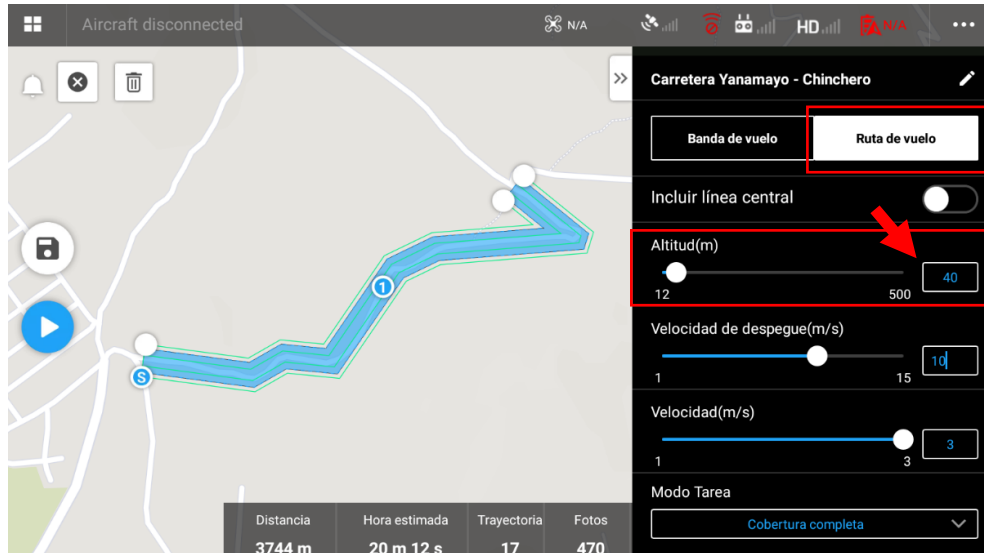 Aircraft disconnected N/A HD N/A
Carretera Yanamayo - Chinchero
Banda de vuelo Ruta de vuelo
Incluir línea central
Altitud(m)
40
12 500
Velocidad de despegue(m/s)
10
1 15
Velocidad(m/s)
3
1 3
Modo Tarea
Cobertura completa
1
S
Distancia Hora estimada Trayectoria Fotos
3744 m 20 m 12 s 17 470